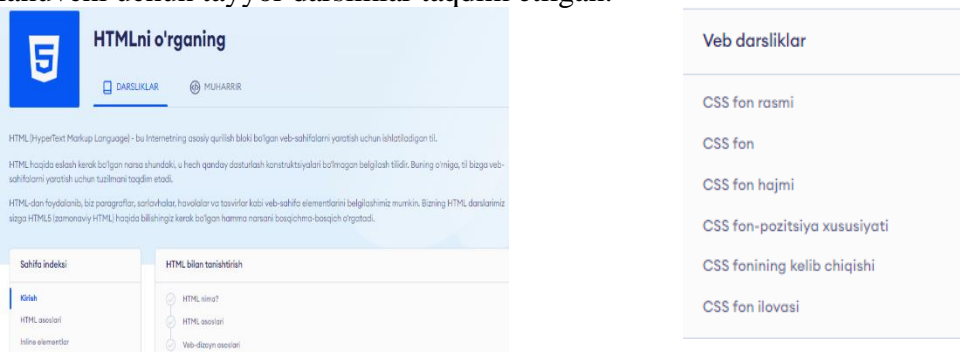 uchun tayyor darsliklar taqdim etilgan.
HTMLni o'rganing
DARSLIKLAR
MUHARRIR
HTML (HyperText Markup Language) - bu Internetning asosiy qurilish bloki bo'lgan veb-sahifalarni yaratish uchun ishlatiladigan til.
HTML haqida eslash kerak bo'lgan narsa shundaki, u hech qanday dasturlash konstruktsiyalari bo'lmagan belgilash tilidir. Buning o'rniga, til bizga veb-
sahifalarni yaratish uchun tuzilmani taqdim etadi.
HTML-dan foydalanib, biz paragraflar, sarlavhalar, havolalar va tasvirlar kabi veb-sahifa elementlarini belgilashimiz mumkin. Bizning HTML darslarimiz
sizga HTML5 (zamonaviy HTML) haqida bilishingiz kerak bo'lgan hamma narsani bosqichma-bosqich o'rgatadi.
Sahifa indeksi
Kirish
HTML asoslari
Inline elementlar
HTML bilan tanishtirish
HTML nima?
HTML asoslari
Veb-dizayn asoslari
Veb darsliklar
CSS fon rasmi
CSS fon
CSS fon hajmi
CSS fon-pozitsiya xususiyati
CSS fonining kelib chiqishi
CSS fon ilovasi